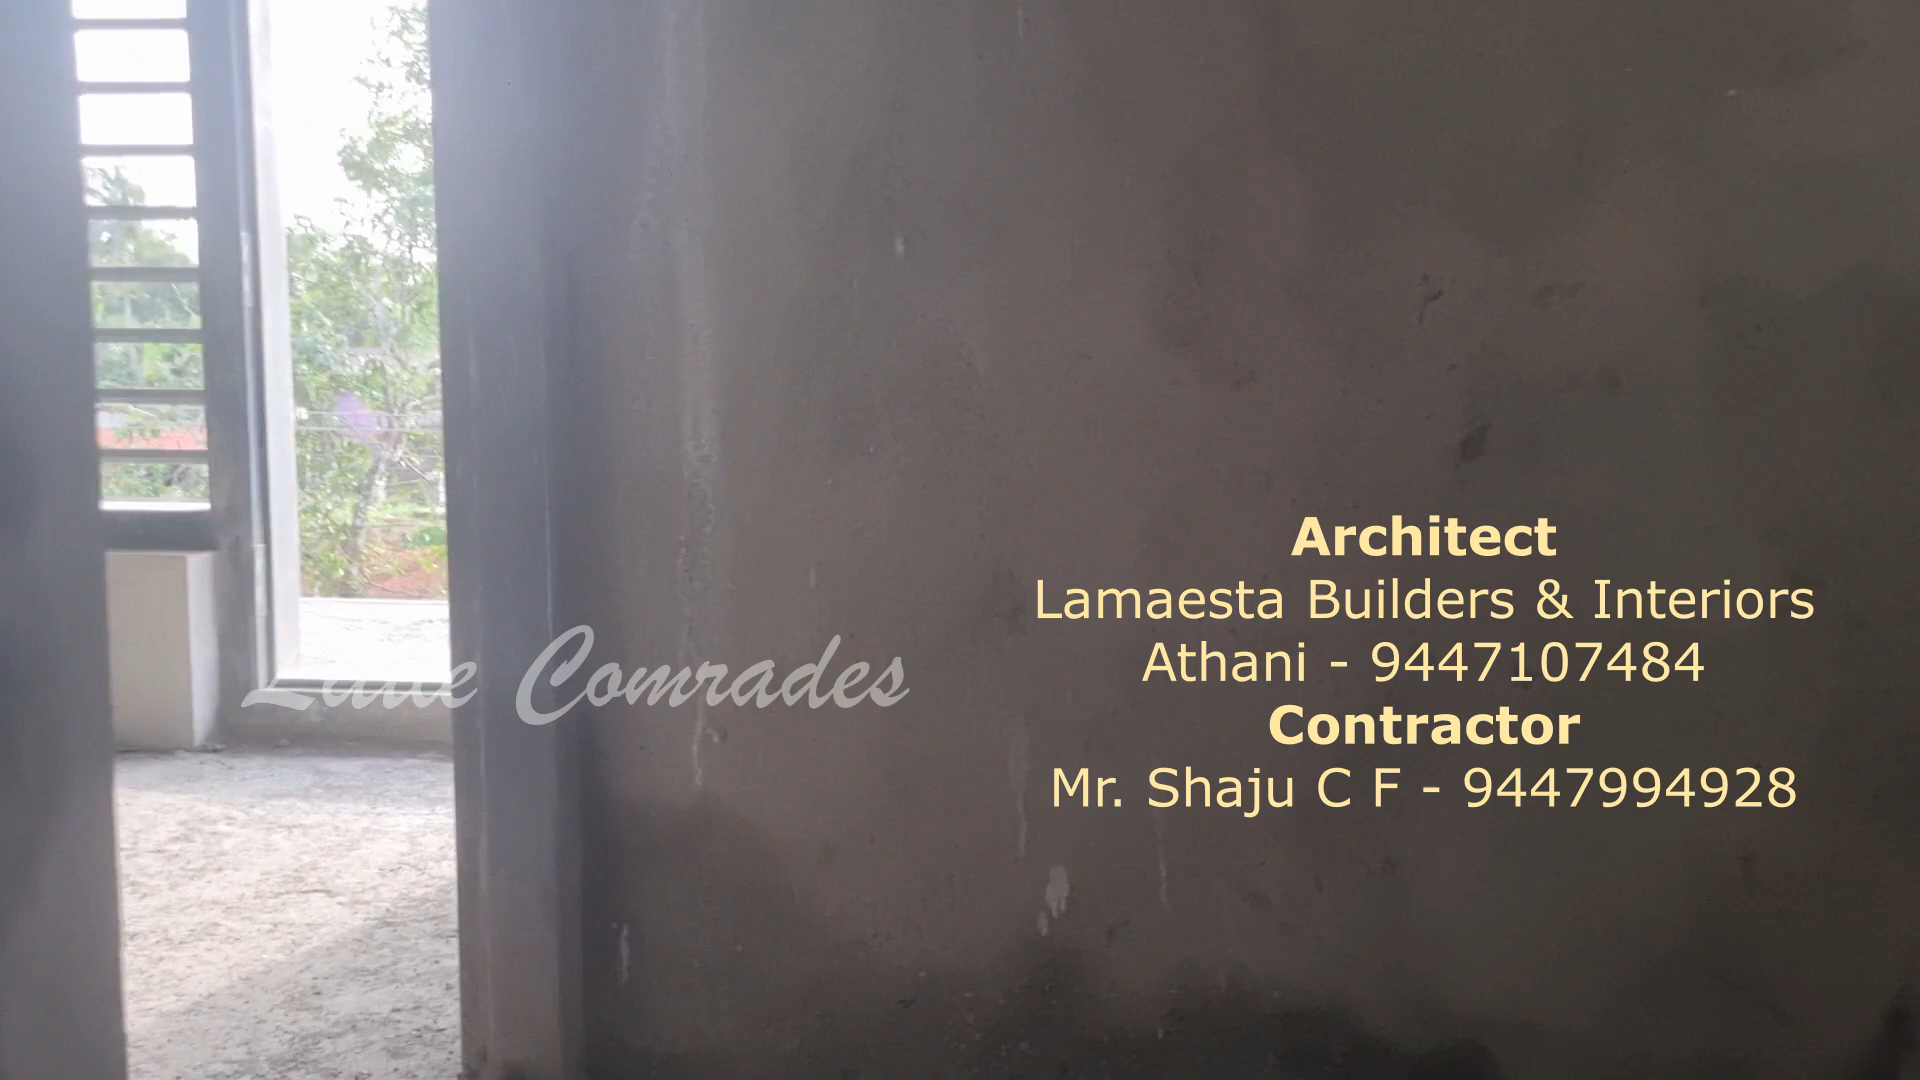 Comrades
Architect
Lamaesta Builders & Interiors
Athani - 9447107484
Contractor
Mr. Shaju C F - 9447994928